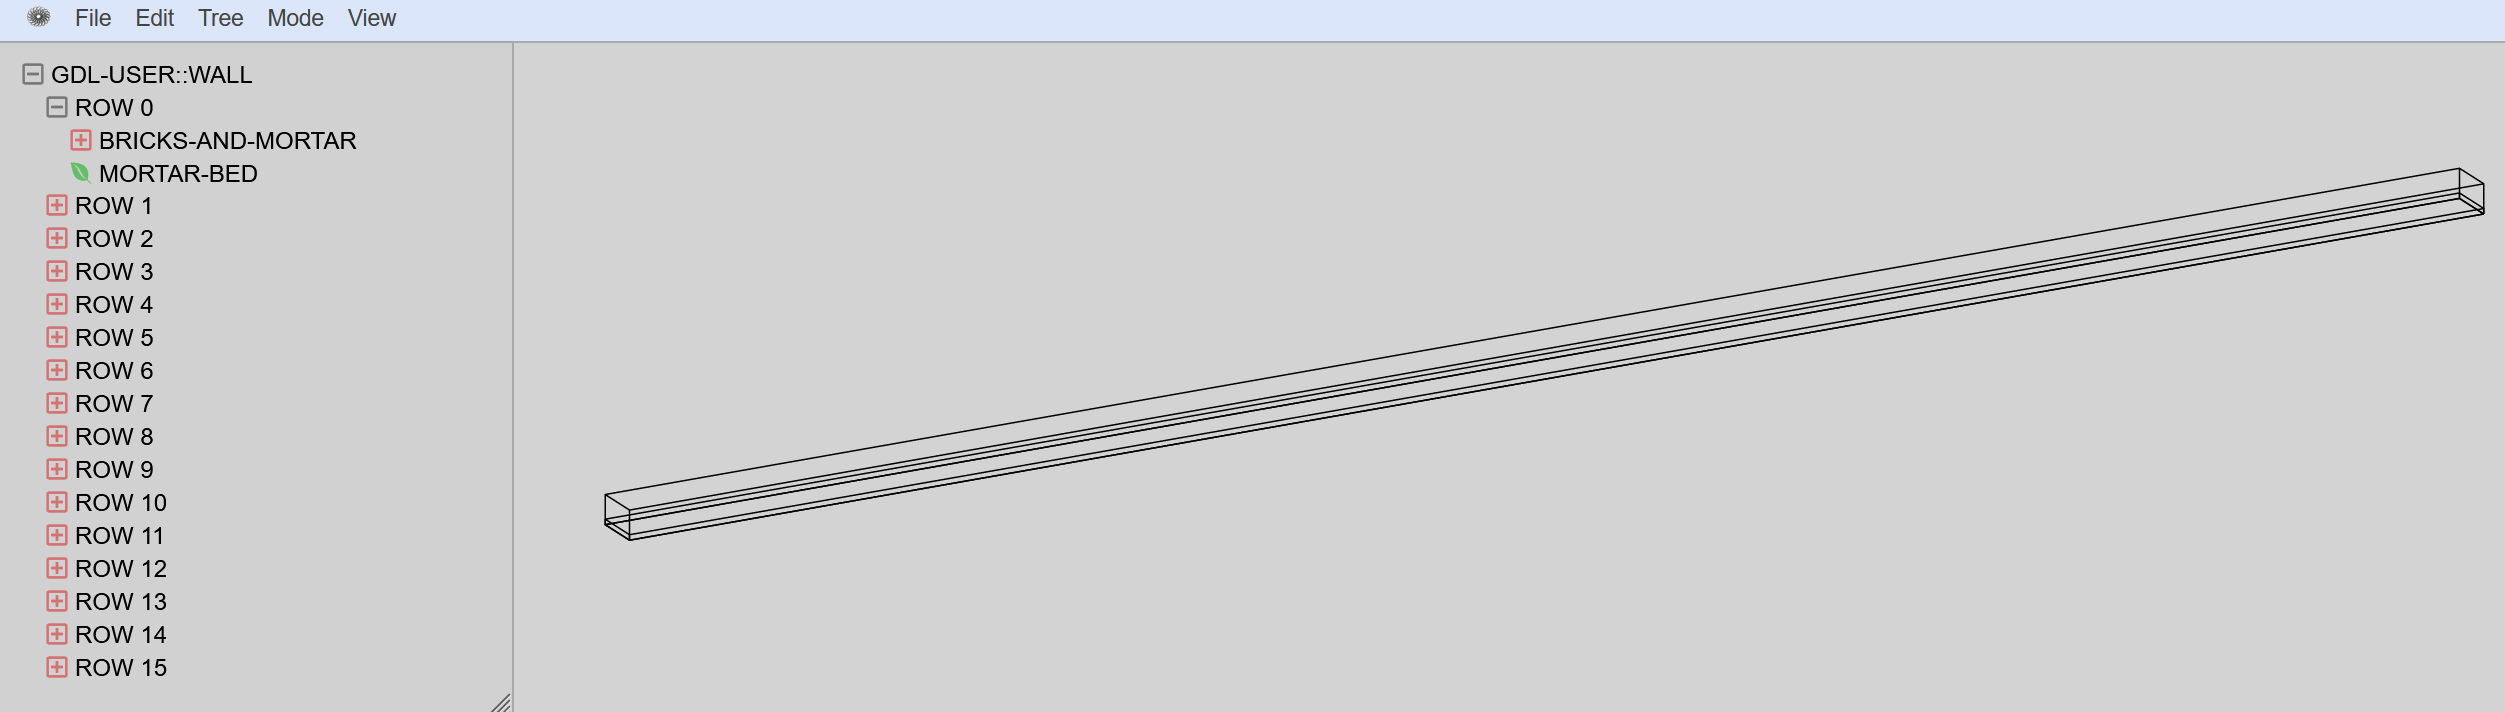 File Edit Tree Mode View
GDL-USER::WALL
ROW 0
BRICKS-AND-MORTAR
MORTAR-BED
ROW 1
ROW 2
ROW 3
ROW 4
ROW 5
ROW 6
ROW 7
ROW 8
ROW 9
ROW 10
ROW 11
ROW 12
ROW 13
ROW 14
ROW 15